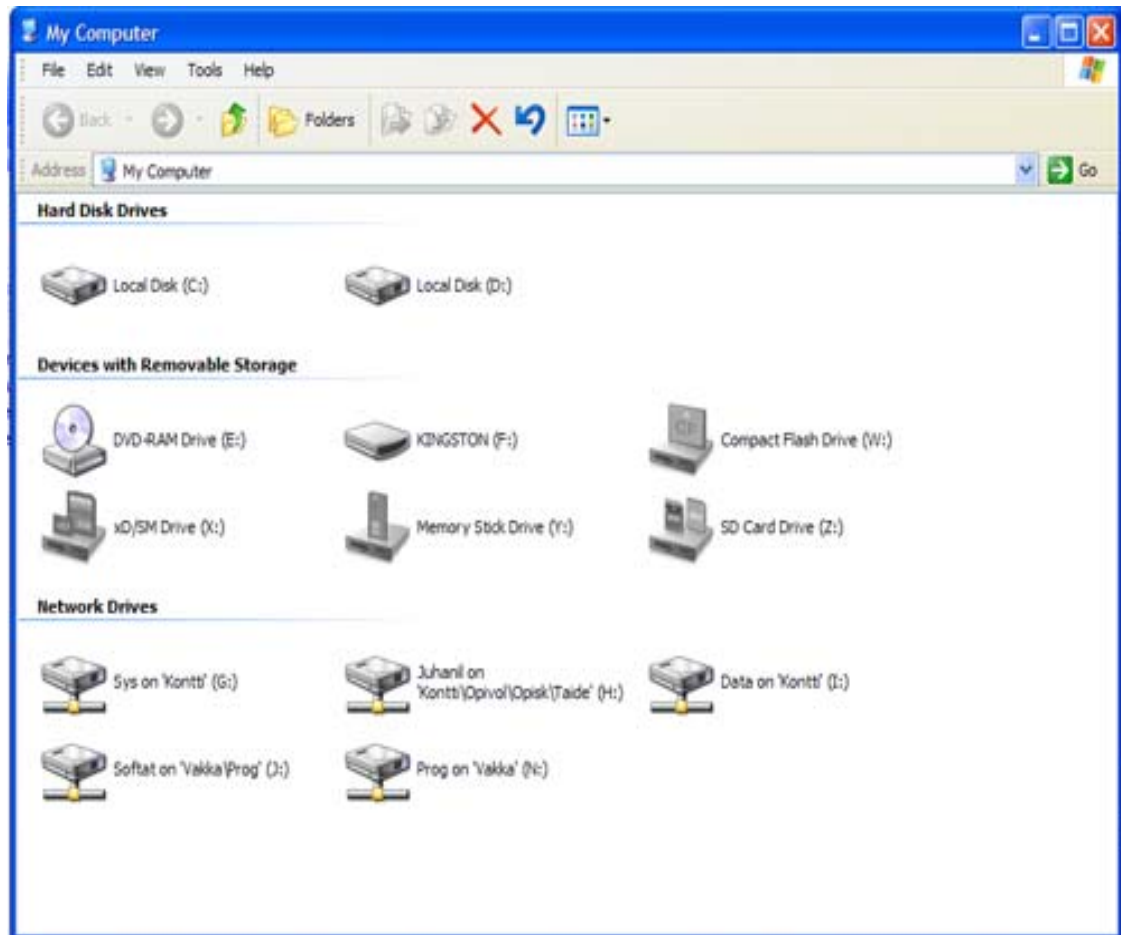 My Computer
File Edit View Tools Help
Back Folders
Address My Computer Go
Hard Disk Drives
Local Disk (C:) Local Disk (D:)
Devices with Removable Storage
DVD-RAM Drive (E:) KINGSTON (F:) CF Compact Flash Drive (W:)
xD/SM Drive (X:) Memory Stick Drive (Y:) SD Card Drive (Z:)
Network Drives
Sys on 'Kontti' (G:) Juhanil on
'Kontti\Opivol\Opisk\Taide' (H:) Data on 'Kontti' (I:)
Softat on 'Vakka\Prog' (J:) Prog on 'Vakka' (N:)